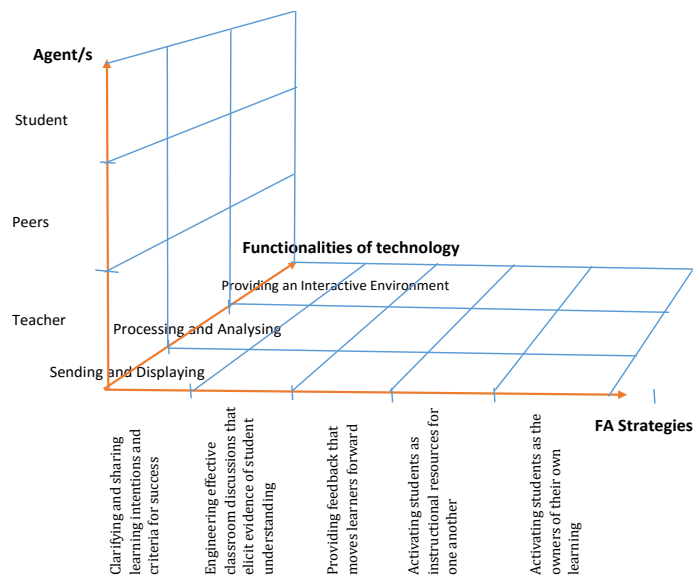 Agent/s
Student
Peers
Functionalities of technology
Providing an Interactive Environment
Teacher
Processing and Analysing
Sending and Displaying
FA Strategies
Clarifying and sharing
learning intentions and
criteria for success
Engineering effective
classroom discussions that
elicit evidence of student
understanding
Providing feedback that
moves learners forward
Activating students as
instructional resources for
one another
Activating students as the
owners of their own
learning